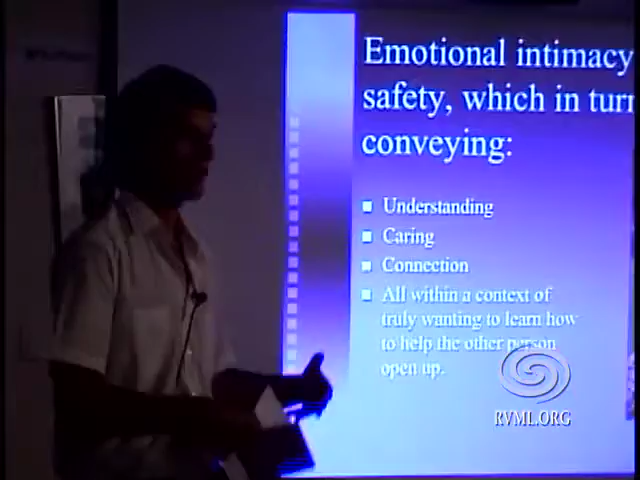 Emotional intimacy
safety, which in turn
conveying:
Understanding
Caring
Connection
All within a context of
truly wanting to learn how
to help the other person
open up.
RVML.ORG